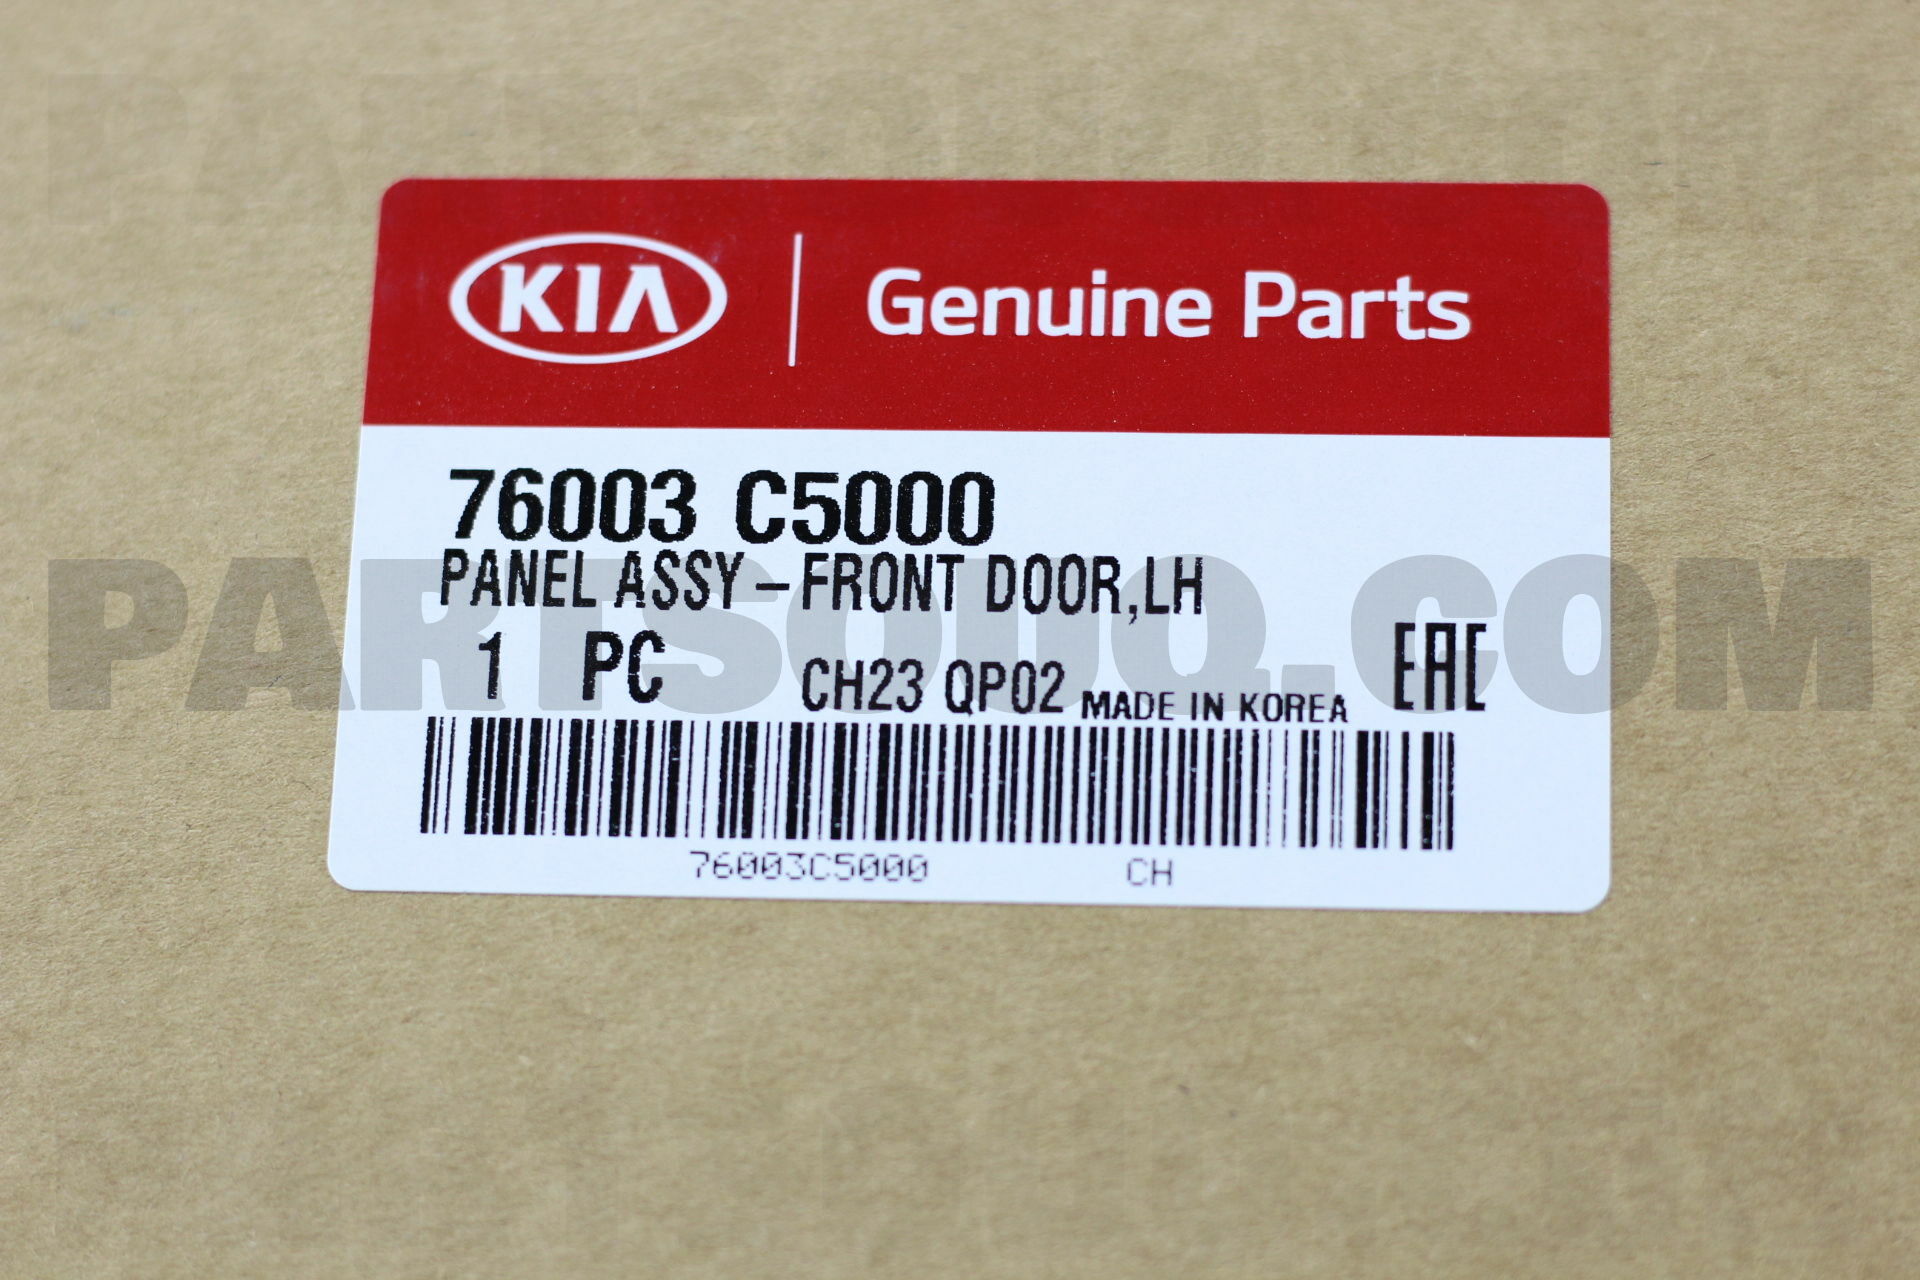 KIA Genuine Parts
76003 C5000
PANEL ASSY-FRONT DOOR,LH
1 PC CH23 QP02 MADE IN KOREA EAC
76003C5000 CH
PARTSOUQ.COM